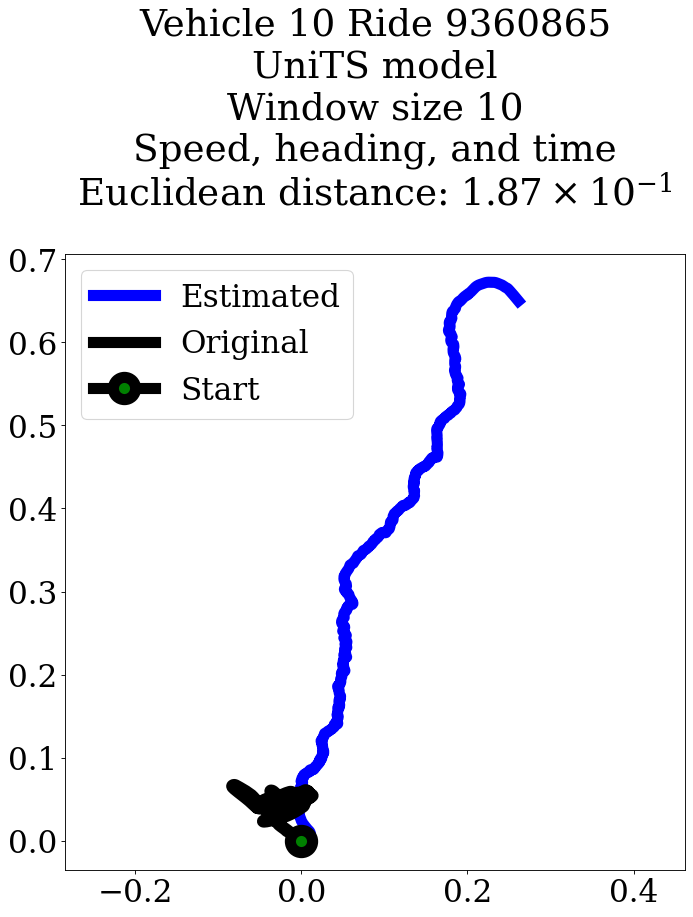 Vehicle 10 Ride 9360865
UniTS model
Window size 10
Speed, heading, and time
Euclidean distance: 1.87 × 10⁻¹
0.7
0.6
0.5
0.4
0.3
0.2
0.1
0.0
Estimated
Original
Start
−0.2 0.0 0.2 0.4